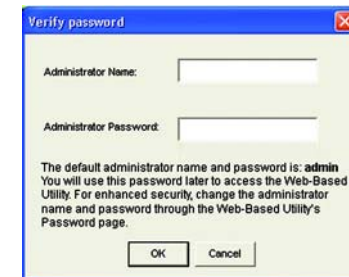 Verify password
Administrator Name:
Administrator Password:
The default administrator name and password is: admin
You will use this password later to access the Web-Based
Utility. For enhanced security, change the administrator
name and password through the Web-Based Utility's
Password page.
OK
Cancel